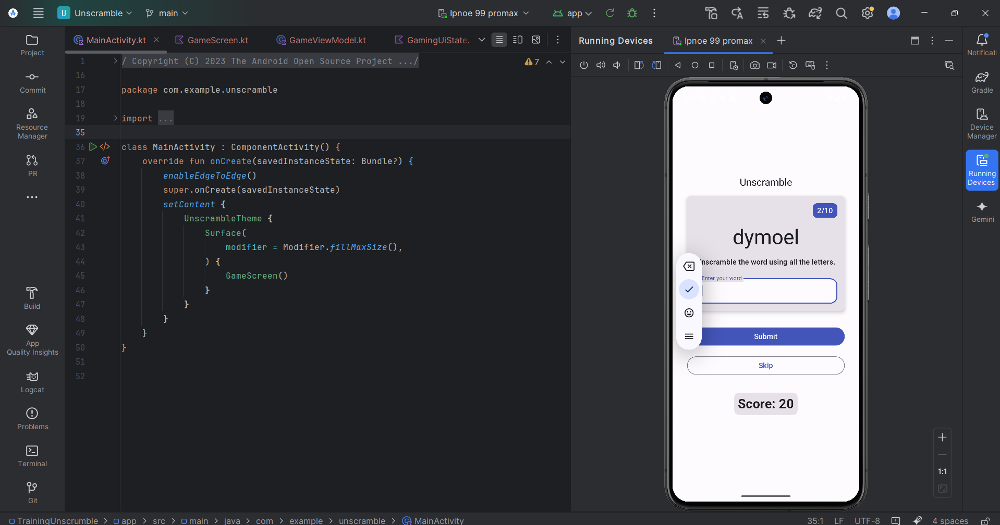 U Unscramble main Ipnoe 99 promax app
MainActivity.kt GameScreen.kt GameViewModel.kt GamingUiState.
Running Devices Ipnoe 99 promax
Project
Commit
Resource
Manager
PR
Build
App
Quality Insights
Logcat
Problems
Terminal
Git
1 / Copyright (C) 2023 The Android Open Source Project .../ 7
16
17 package com.example.unscramble
18
19 import ...
35
36 class MainActivity : ComponentActivity() {
37 override fun onCreate(savedInstanceState: Bundle?) {
38 enableEdgeToEdge()
39 super.onCreate(savedInstanceState)
40 setContent {
41 UnscrambleTheme {
42 Surface(
43 modifier = Modifier.fillMaxSize(),
44 ) {
45 GameScreen()
46 }
47 }
48 }
49 }
50 }
51
52
Unscramble
2/10
dymoel
nscramble the word using all the letters.
Enter your word
Submit
Skip
Score: 20
1:1
Notificati
Gradle
Device
Manager
Running
Devices
Gemini
TrainingUnscrumble > app > src > main > java > com > example > unscramble > MainActivity
35:1 LF UTF-8 4 spaces